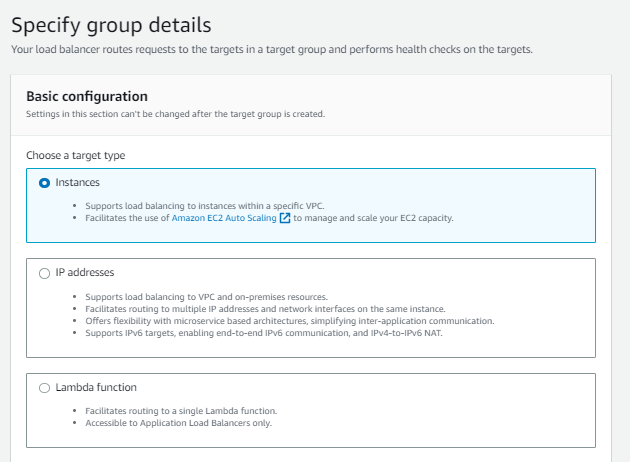 Specify group details
Your load balancer routes requests to the targets in a target group and performs health checks on the targets.
Basic configuration
Settings in this section can't be changed after the target group is created.
Choose a target type
Instances
• Supports load balancing to instances within a specific VPC.
• Facilitates the use of Amazon EC2 Auto Scaling to manage and scale your EC2 capacity.
IP addresses
• Supports load balancing to VPC and on-premises resources.
• Facilitates routing to multiple IP addresses and network interfaces on the same instance.
• Offers flexibility with microservice based architectures, simplifying inter-application communication.
• Supports IPv6 targets, enabling end-to-end IPv6 communication, and IPv4-to-IPv6 NAT.
Lambda function
• Facilitates routing to a single Lambda function.
• Accessible to Application Load Balancers only.